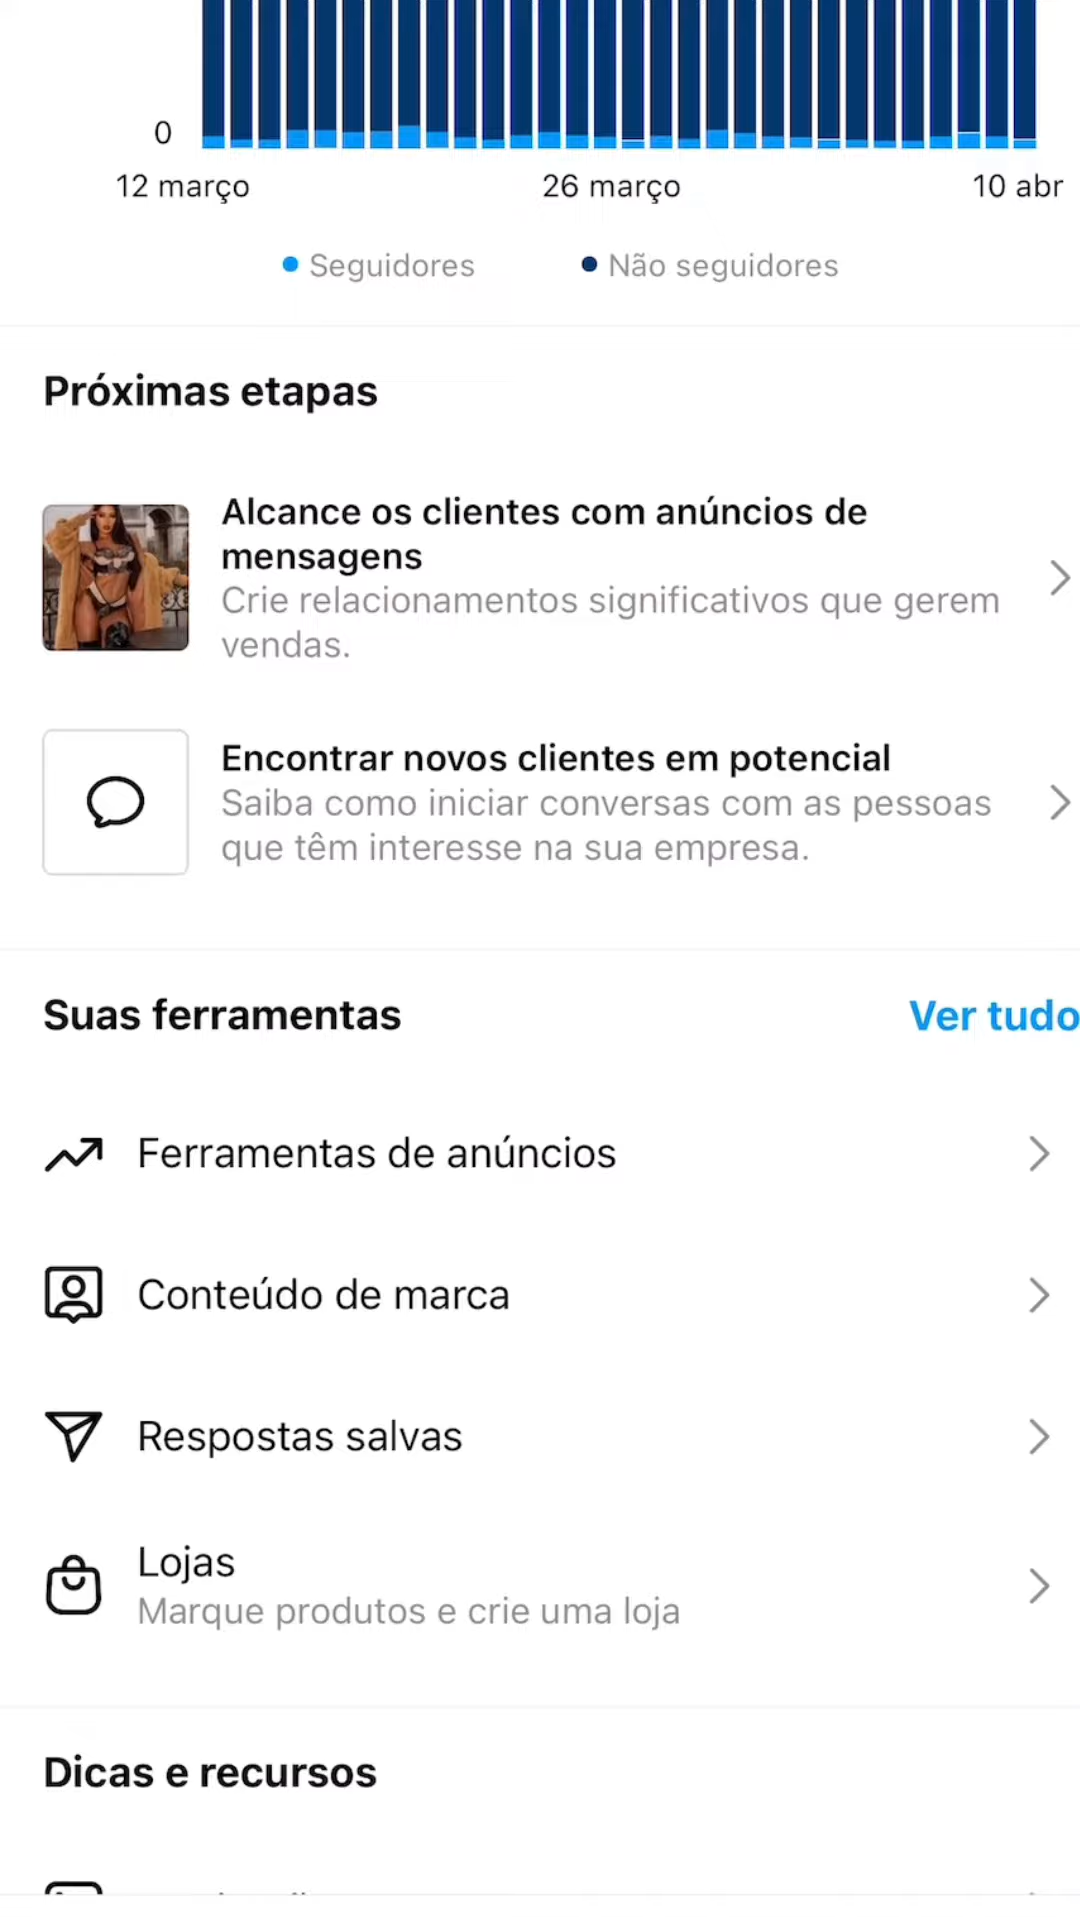 0
12 março 26 março 10 abr
Seguidores Não seguidores
Próximas etapas
Alcance os clientes com anúncios de
mensagens
Crie relacionamentos significativos que gerem
vendas.
Encontrar novos clientes em potencial
Saiba como iniciar conversas com as pessoas
que têm interesse na sua empresa.
Suas ferramentas Ver tudo
Ferramentas de anúncios
Conteúdo de marca
Respostas salvas
Lojas
Marque produtos e crie uma loja
Dicas e recursos